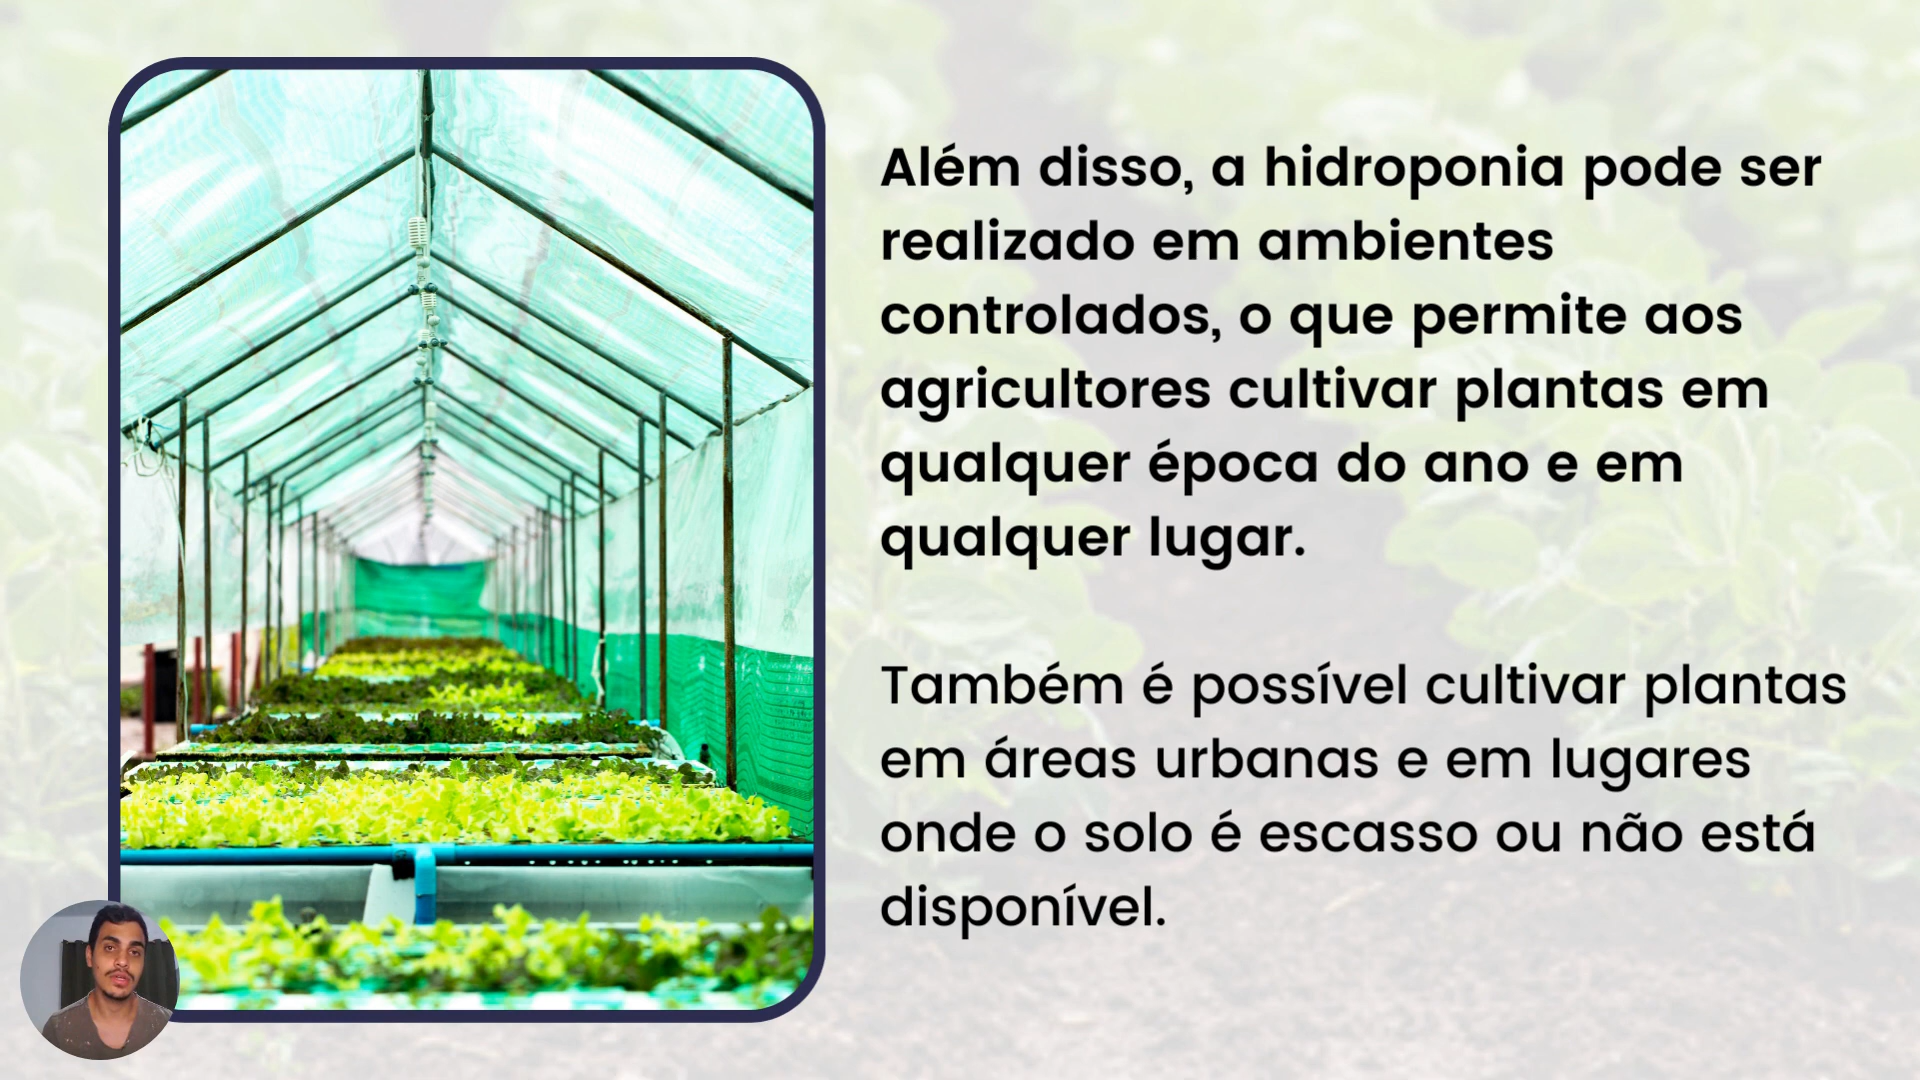 Além disso, a hidroponia pode ser
realizado em ambientes
controlados, o que permite aos
agricultores cultivar plantas em
qualquer época do ano e em
qualquer lugar.
Também é possível cultivar plantas
em áreas urbanas e em lugares
onde o solo é escasso ou não está
disponível.